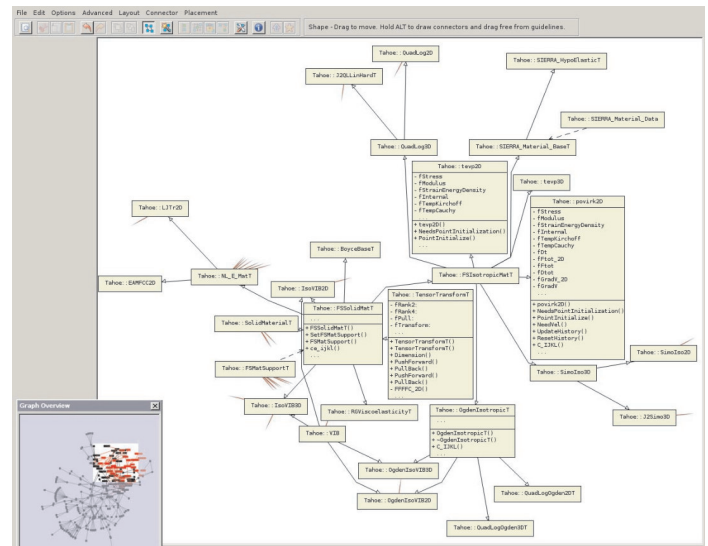 File Edit Options Advanced Layout Connector Placement
Shape - Drag to move. Hold ALT to draw connectors and drag free from guidelines.
Tahoe::QuadLog2D
Tahoe::SIERRA_HypoElasticT
Tahoe::J2QLLinHardT
Tahoe::SIERRA_Material_Data
Tahoe::QuadLog3D
Tahoe::SIERRA_Material_BaseT
Tahoe::tevp2D
- fStress
- fModulus
- fStrainEnergyDensity
- fInternal
- fTempKirchoff
- fTempCauchy
+ tevp2D()
+ NeedsPointInitialization()
+ PointInitialize()
...
Tahoe::tevp3D
Tahoe::povirk2D
- fStress
- fModulus
- fStrainEnergyDensity
- fInternal
- fTempKirchoff
- fTempCauchy
- fDt
- fFtot_2D
- fFtot
- fDtot
- fGradV_2D
- fGradV
...
+ povirk2D()
+ NeedsPointInitialization()
+ PointInitialize()
+ NeedVel()
+ UpdateHistory()
+ ResetHistory()
+ C_IJKL()
...
Tahoe::LJTr2D
Tahoe::BoyceBaseT
Tahoe::NL_E_MatT
Tahoe::FSIsotropicMatT
Tahoe::EAMFCC2D
Tahoe::IsoVIB2D
Tahoe::FSSolidMatT
...
+ FSSolidMatT()
+ SetFSMatSupport()
+ FSMatSupport()
+ ce_ijkl()
...
Tahoe::TensorTransformT
- fRank2:
- fRank4:
- fPull:
- fTransform:
+ TensorTransformT()
+ TensorTransformT()
+ Dimension()
+ PushForward()
+ PullBack()
+ PushForward()
+ PullBack()
- FFFFC_2D()
...
Tahoe::SolidMaterialT
Tahoe::SimoIso2D
Tahoe::FSMatSupportT
Tahoe::SimoIso3D
Graph Overview
Tahoe::IsoVIB3D
Tahoe::RGViscoelasticityT
Tahoe::OgdenIsotropicT
...
+ OgdenIsotropicT()
+ ~OgdenIsotropicT()
+ C_IJKL()
...
Tahoe::J2Simo3D
Tahoe::VIB
Tahoe::OgdenIsoVIB3D
Tahoe::QuadLogOgden2DT
Tahoe::OgdenIsoVIB2D
Tahoe::QuadLogOgden3DT